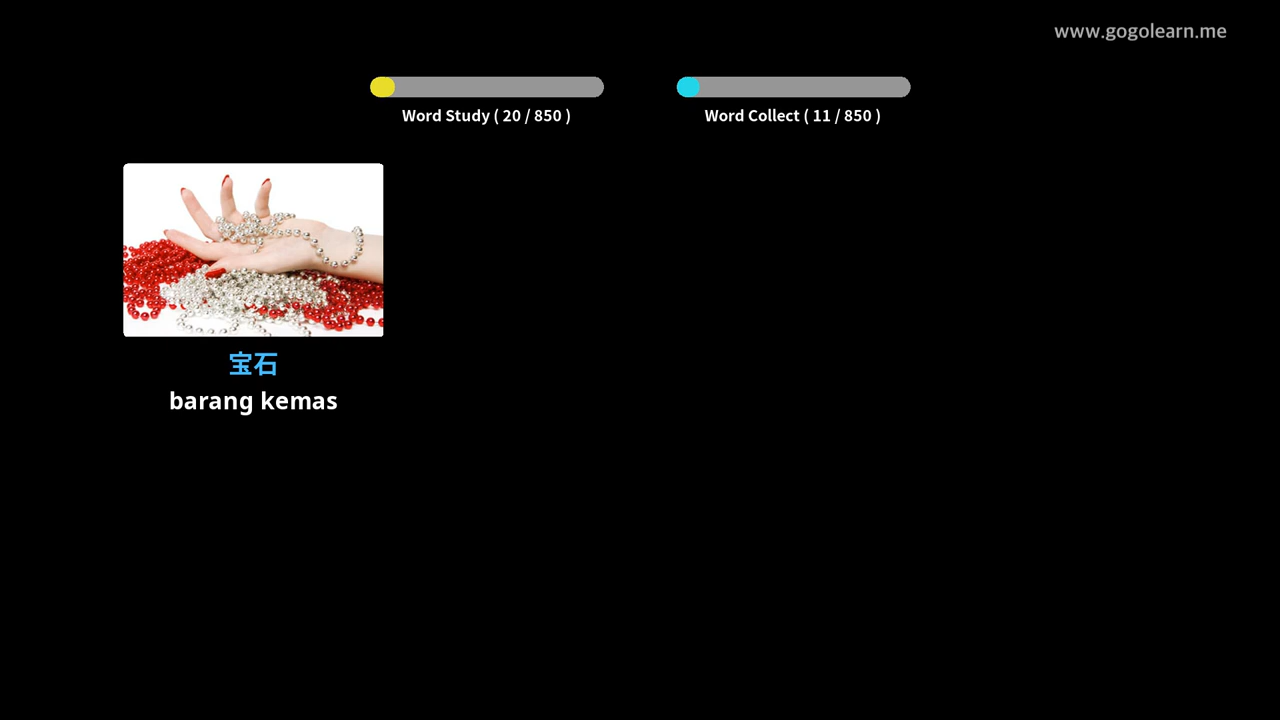 www.gogolearn.me
Word Study ( 20 / 850 )
Word Collect ( 11 / 850 )
宝石
barang kemas